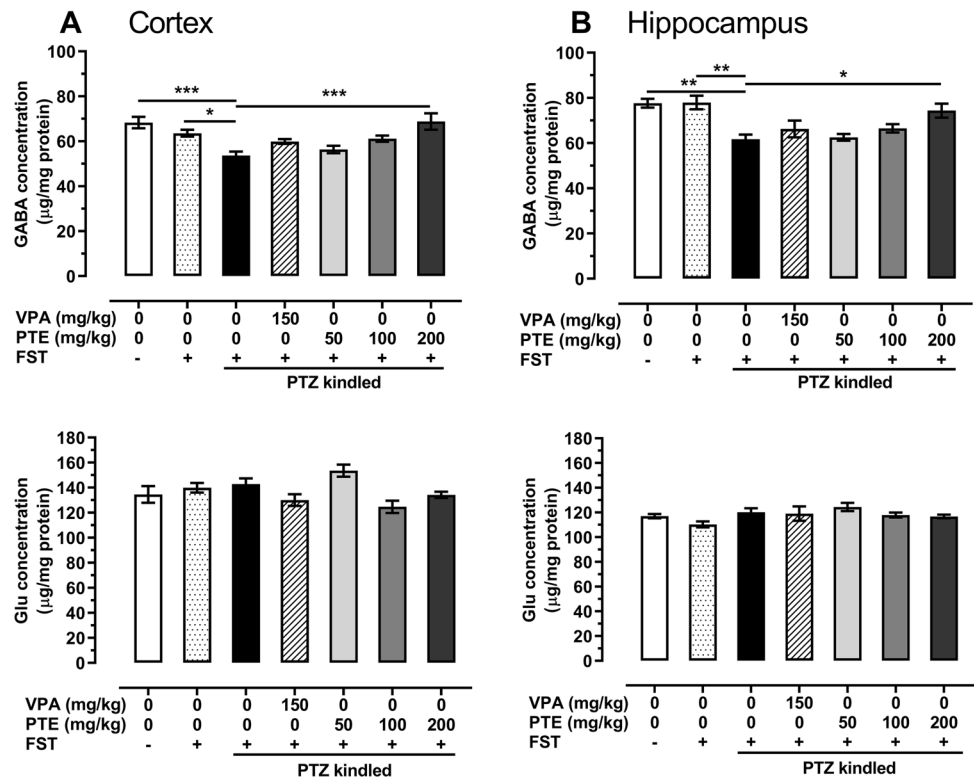 A Cortex
GABA concentration
(µg/mg protein)
100
80
60
40
20
0
***
*
***
VPA (mg/kg) 0 0 0 150 0 0 0
PTE (mg/kg) 0 0 0 0 50 100 200
FST - + + + + + +
PTZ kindled
B Hippocampus
GABA concentration
(µg/mg protein)
100
80
60
40
20
0
**
**
*
VPA (mg/kg) 0 0 0 150 0 0 0
PTE (mg/kg) 0 0 0 0 50 100 200
FST - + + + + + +
PTZ kindled
Glu concentration
(µg/mg protein)
180
160
140
120
100
80
60
40
20
0
VPA (mg/kg) 0 0 0 150 0 0 0
PTE (mg/kg) 0 0 0 0 50 100 200
FST - + + + + + +
PTZ kindled
Glu concentration
(µg/mg protein)
180
160
140
120
100
80
60
40
20
0
VPA (mg/kg) 0 0 0 150 0 0 0
PTE (mg/kg) 0 0 0 0 50 100 200
FST - + + + + + +
PTZ kindled